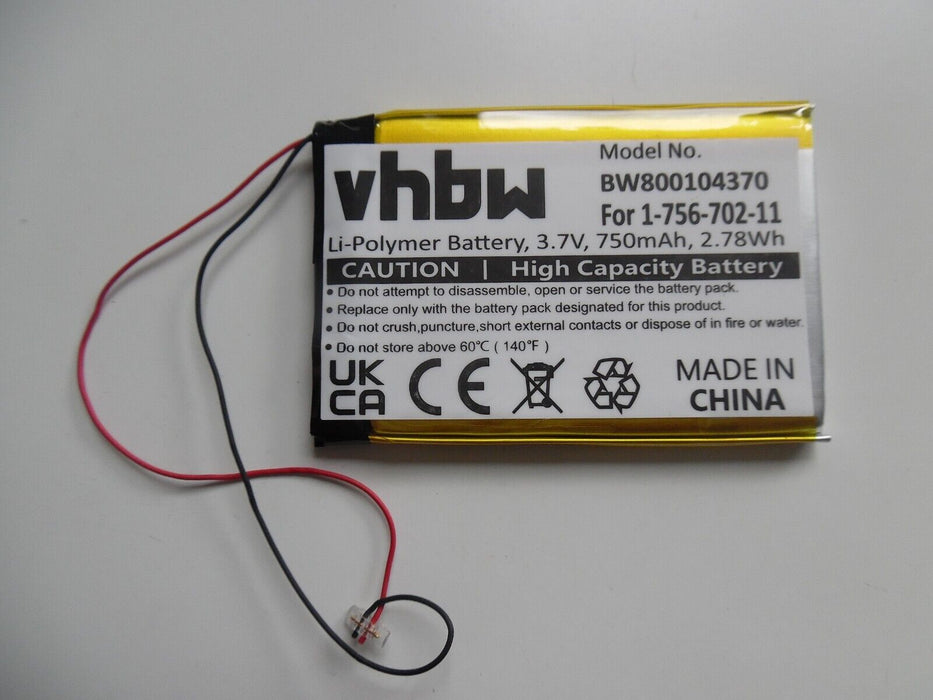 vhbw
Model No.
BW800104370
For 1-756-702-11
Li-Polymer Battery, 3.7V, 750mAh, 2.78Wh
CAUTION | High Capacity Battery
• Do not attempt to disassemble, open or service the battery pack.
• Replace only with the battery pack designated for this product.
• Do not crush,puncture,short external contacts or dispose of in fire or water.
• Do not store above 60℃ ( 140℉ )
UK
CA
CE
MADE IN
CHINA